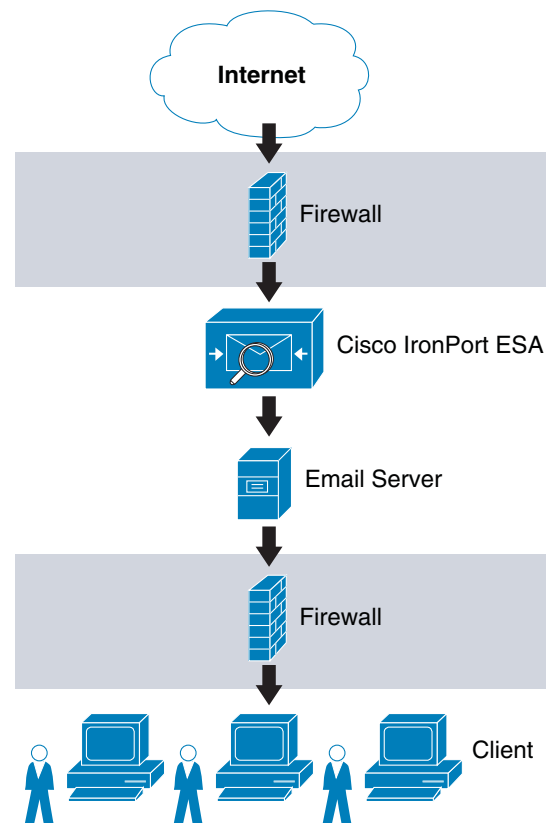 Internet
Firewall
Cisco IronPort ESA
Email Server
Firewall
Client